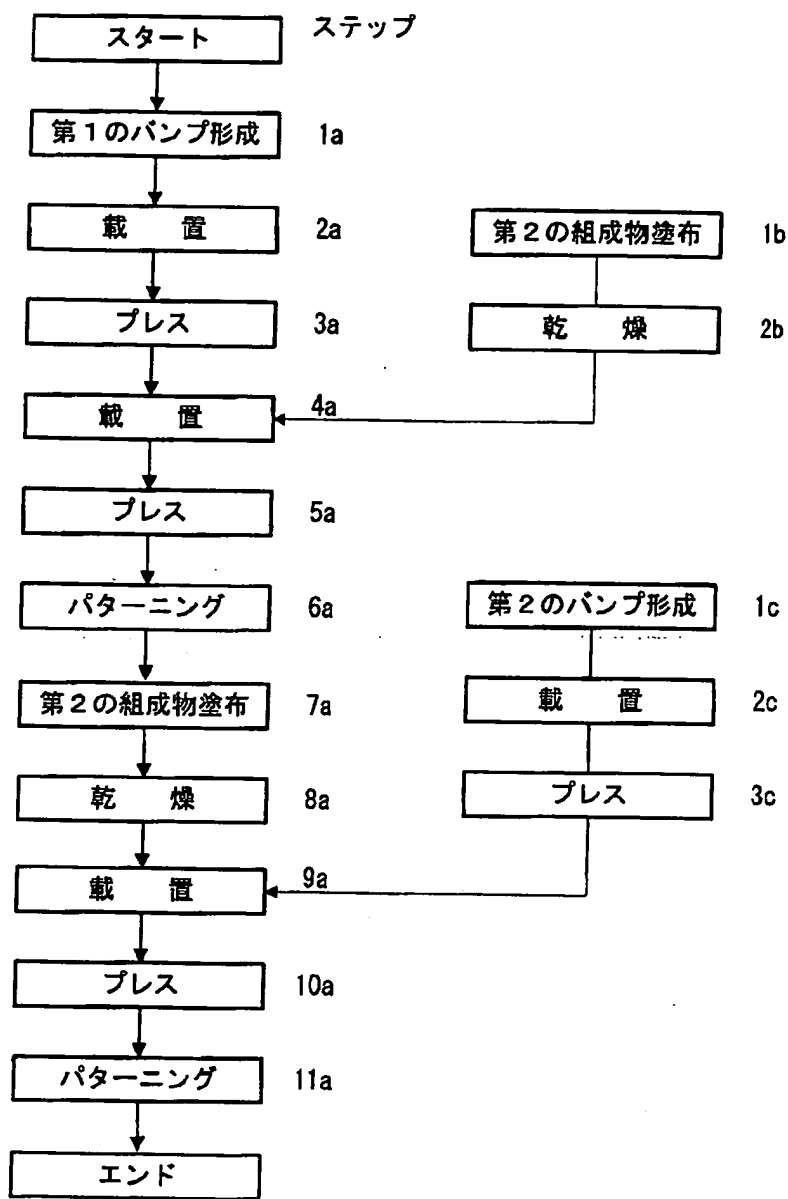 スタート ステップ
第1のバンプ形成 1a
載 置 2a
第2の組成物塗布 1b
プレス 3a
乾 燥 2b
載 置 4a
プレス 5a
パターニング 6a
第2のバンプ形成 1c
第2の組成物塗布 7a
載 置 2c
乾 燥 8a
プレス 3c
載 置 9a
プレス 10a
パターニング 11a
エンド